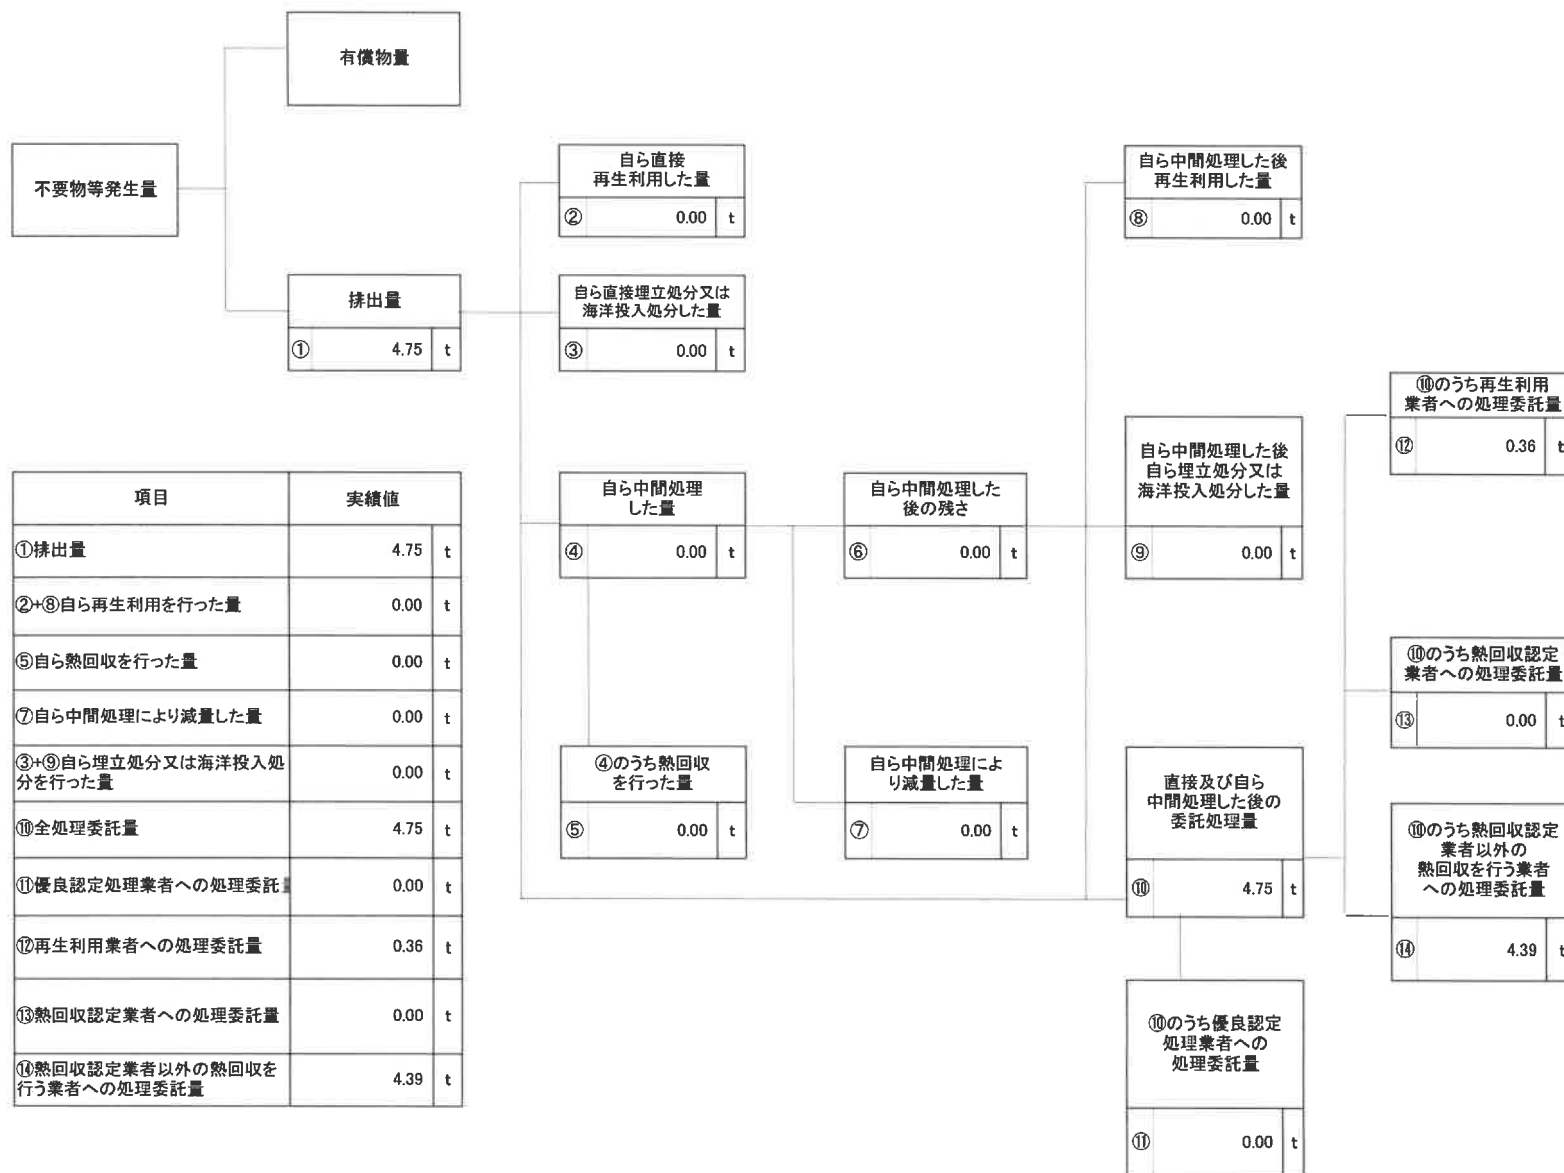 有償物量
不要物等発生量
排出量
① 4.75 t
自ら直接
再生利用した量
② 0.00 t
自ら直接埋立処分又は
海洋投入処分した量
③ 0.00 t
自ら中間処理
した量
④ 0.00 t
④のうち熱回収
を行った量
⑤ 0.00 t
自ら中間処理した
後の残さ
⑥ 0.00 t
自ら中間処理によ
り減量した量
⑦ 0.00 t
自ら中間処理した後
再生利用した量
⑧ 0.00 t
自ら中間処理した後
自ら埋立処分又は
海洋投入処分した量
⑨ 0.00 t
直接及び自ら
中間処理した後の
委託処理量
⑩ 4.75 t
⑩のうち優良認定
処理業者への
処理委託量
⑪ 0.00 t
⑩のうち再生利用
業者への処理委託量
⑫ 0.36 t
⑩のうち熱回収認定
業者への処理委託量
⑬ 0.00 t
⑩のうち熱回収認定
業者以外の
熱回収を行う業者
への処理委託量
⑭ 4.39 t
項目 実績値
①排出量 4.75 t
②+⑧自ら再生利用を行った量 0.00 t
⑤自ら熱回収を行った量 0.00 t
⑦自ら中間処理により減量した量 0.00 t
③+⑨自ら埋立処分又は海洋投入処
分を行った量 0.00 t
⑩全処理委託量 4.75 t
⑪優良認定処理業者への処理委託 0.00 t
⑫再生利用業者への処理委託量 0.36 t
⑬熱回収認定業者への処理委託量 0.00 t
⑭熱回収認定業者以外の熱回収を
行う業者への処理委託量 4.39 t